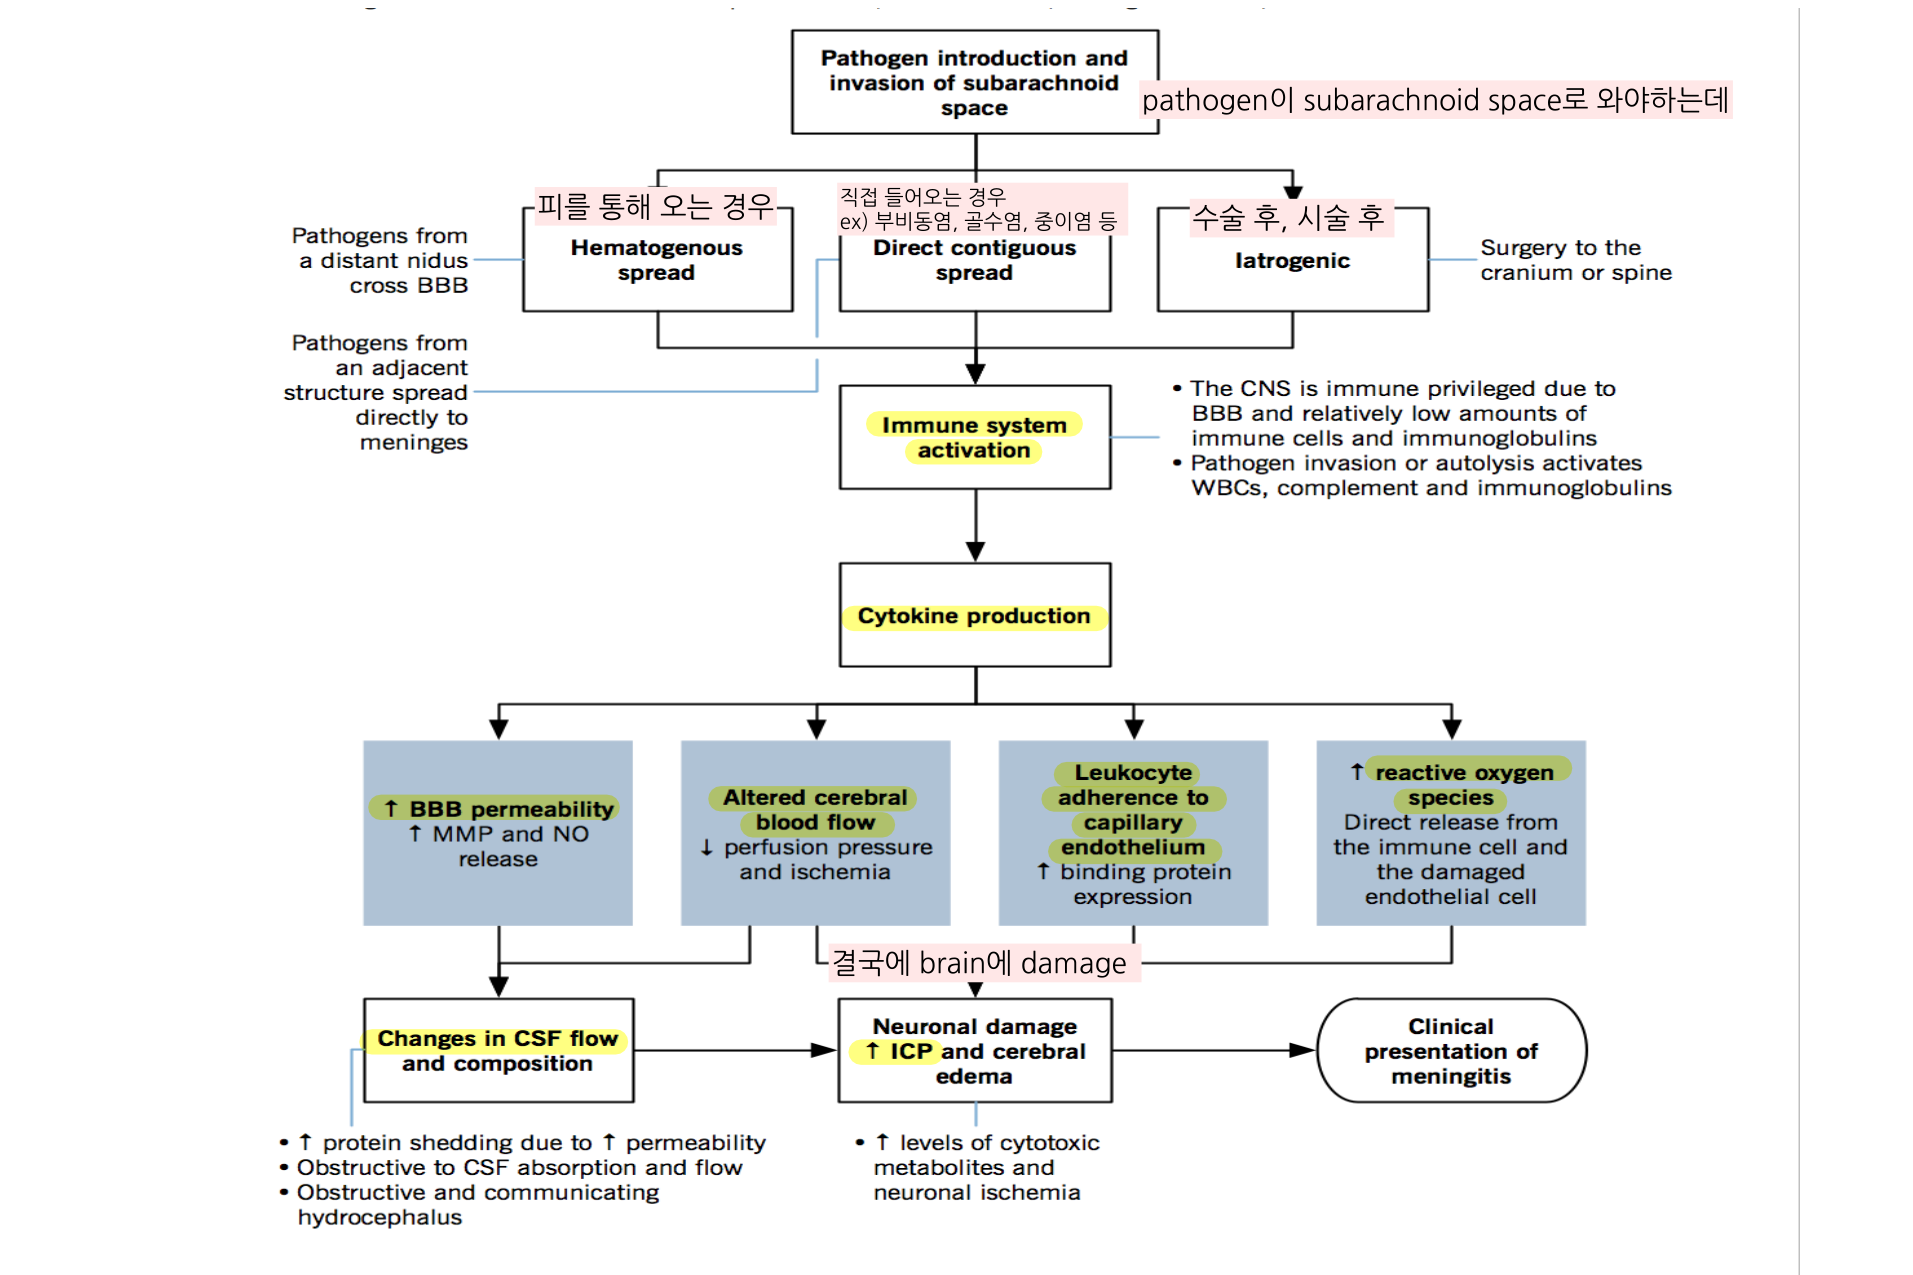 Pathogen introduction and
invasion of subarachnoid
space
pathogen이 subarachnoid space로 와야하는데
피를 통해 오는 경우
Hematogenous
spread
직접 들어오는 경우
ex) 부비동염, 골수염, 중이염 등
Direct contiguous
spread
수술 후, 시술 후
Iatrogenic
Pathogens from
a distant nidus
cross BBB
Surgery to the
cranium or spine
Pathogens from
an adjacent
structure spread
directly to
meninges
Immune system
activation
• The CNS is immune privileged due to
BBB and relatively low amounts of
immune cells and immunoglobulins
• Pathogen invasion or autolysis activates
WBCs, complement and immunoglobulins
Cytokine production
↑ BBB permeability
↑ MMP and NO
release
Altered cerebral
blood flow
↓ perfusion pressure
and ischemia
Leukocyte
adherence to
capillary
endothelium
↑ binding protein
expression
↑ reactive oxygen
species
Direct release from
the immune cell and
the damaged
endothelial cell
결국에 brain에 damage
Changes in CSF flow
and composition
Neuronal damage
↑ ICP and cerebral
edema
Clinical
presentation of
meningitis
• ↑ protein shedding due to ↑ permeability
• Obstructive to CSF absorption and flow
• Obstructive and communicating
hydrocephalus
• ↑ levels of cytotoxic
metabolites and
neuronal ischemia